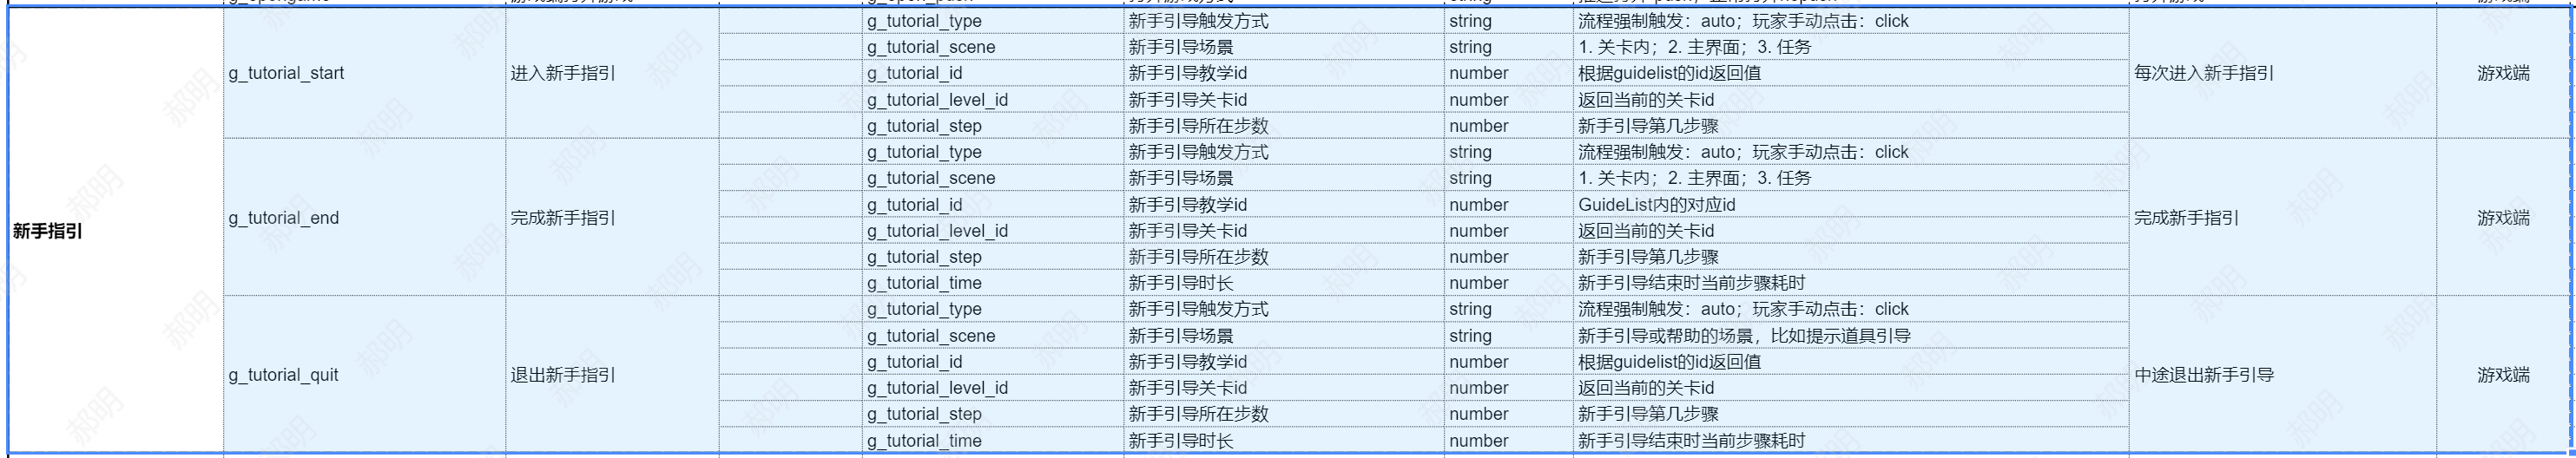 新手指引
g_tutorial_start 进入新手指引 g_tutorial_type 新手引导触发方式 string 流程强制触发：auto；玩家手动点击：click 每次进入新手指引 游戏端
g_tutorial_scene 新手引导场景 string 1. 关卡内；2. 主界面；3. 任务
g_tutorial_id 新手引导教学id number 根据guidelist的id返回值
g_tutorial_level_id 新手引导关卡id number 返回当前的关卡id
g_tutorial_step 新手引导所在步数 number 新手引导第几步骤
g_tutorial_end 完成新手指引 g_tutorial_type 新手引导触发方式 string 流程强制触发：auto；玩家手动点击：click 完成新手指引 游戏端
g_tutorial_scene 新手引导场景 string 1. 关卡内；2. 主界面；3. 任务
g_tutorial_id 新手引导教学id number GuideList内的对应id
g_tutorial_level_id 新手引导关卡id number 返回当前的关卡id
g_tutorial_step 新手引导所在步数 number 新手引导第几步骤
g_tutorial_time 新手引导时长 number 新手引导结束时当前步骤耗时
g_tutorial_quit 退出新手指引 g_tutorial_type 新手引导触发方式 string 流程强制触发：auto；玩家手动点击：click 中途退出新手引导 游戏端
g_tutorial_scene 新手引导场景 string 新手引导或帮助的场景，比如提示道具引导
g_tutorial_id 新手引导教学id number 根据guidelist的id返回值
g_tutorial_level_id 新手引导关卡id number 返回当前的关卡id
g_tutorial_step 新手引导所在步数 number 新手引导第几步骤
g_tutorial_time 新手引导时长 number 新手引导结束时当前步骤耗时
郝明